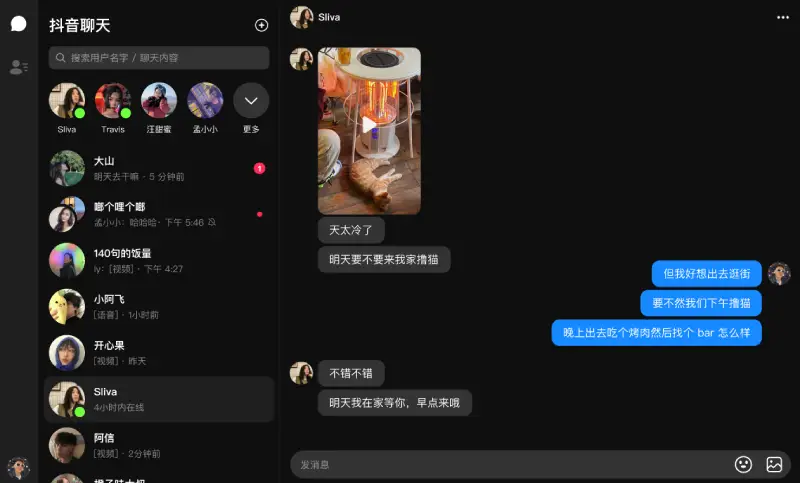 抖音聊天
搜索用户名字 / 聊天内容
Sliva
Travis
汪甜蜜
孟小小
更多
大山
明天去干嘛 · 5 分钟前
1
嘟个哩个嘟
孟小小：哈哈哈 · 下午 5:46
140句的饭量
ly：[视频] · 下午 4:27
小阿飞
[语音] · 1小时前
开心果
[视频] · 昨天
Sliva
4小时内在线
阿信
[视频] · 2分钟前
Sliva
天太冷了
明天要不要来我家撸猫
但我好想出去逛街
要不然我们下午撸猫
晚上出去吃个烤肉然后找个 bar 怎么样
不错不错
明天我在家等你，早点来哦
发消息